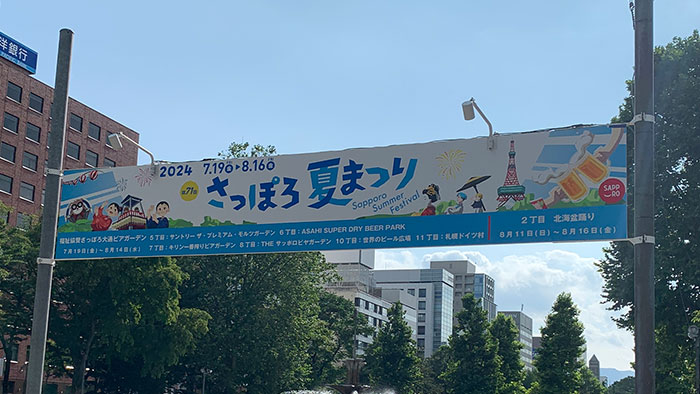 洋銀行
2024 7.19金▶8.16金
第71回
さっぽろ夏まつり
Sapporo
Summer
Festival
SAPP
RO
福祉協賛さっぽろ大通ビアガーデン 5丁目:サントリー ザ・プレミアム・モルツガーデン 6丁目:ASAHI SUPER DRY BEER PARK
7月19日(金)~8月14日(水) 7丁目:キリン一番搾りビアガーデン 8丁目:THE サッポロビヤガーデン 10丁目:世界のビール広場 11丁目:札幌ドイツ村
2丁目 北海盆踊り
8月11日(日)~8月16日(金)